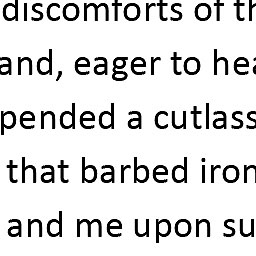 discomforts of th
and, eager to hea
pended a cutlass
that barbed iron
and me upon su